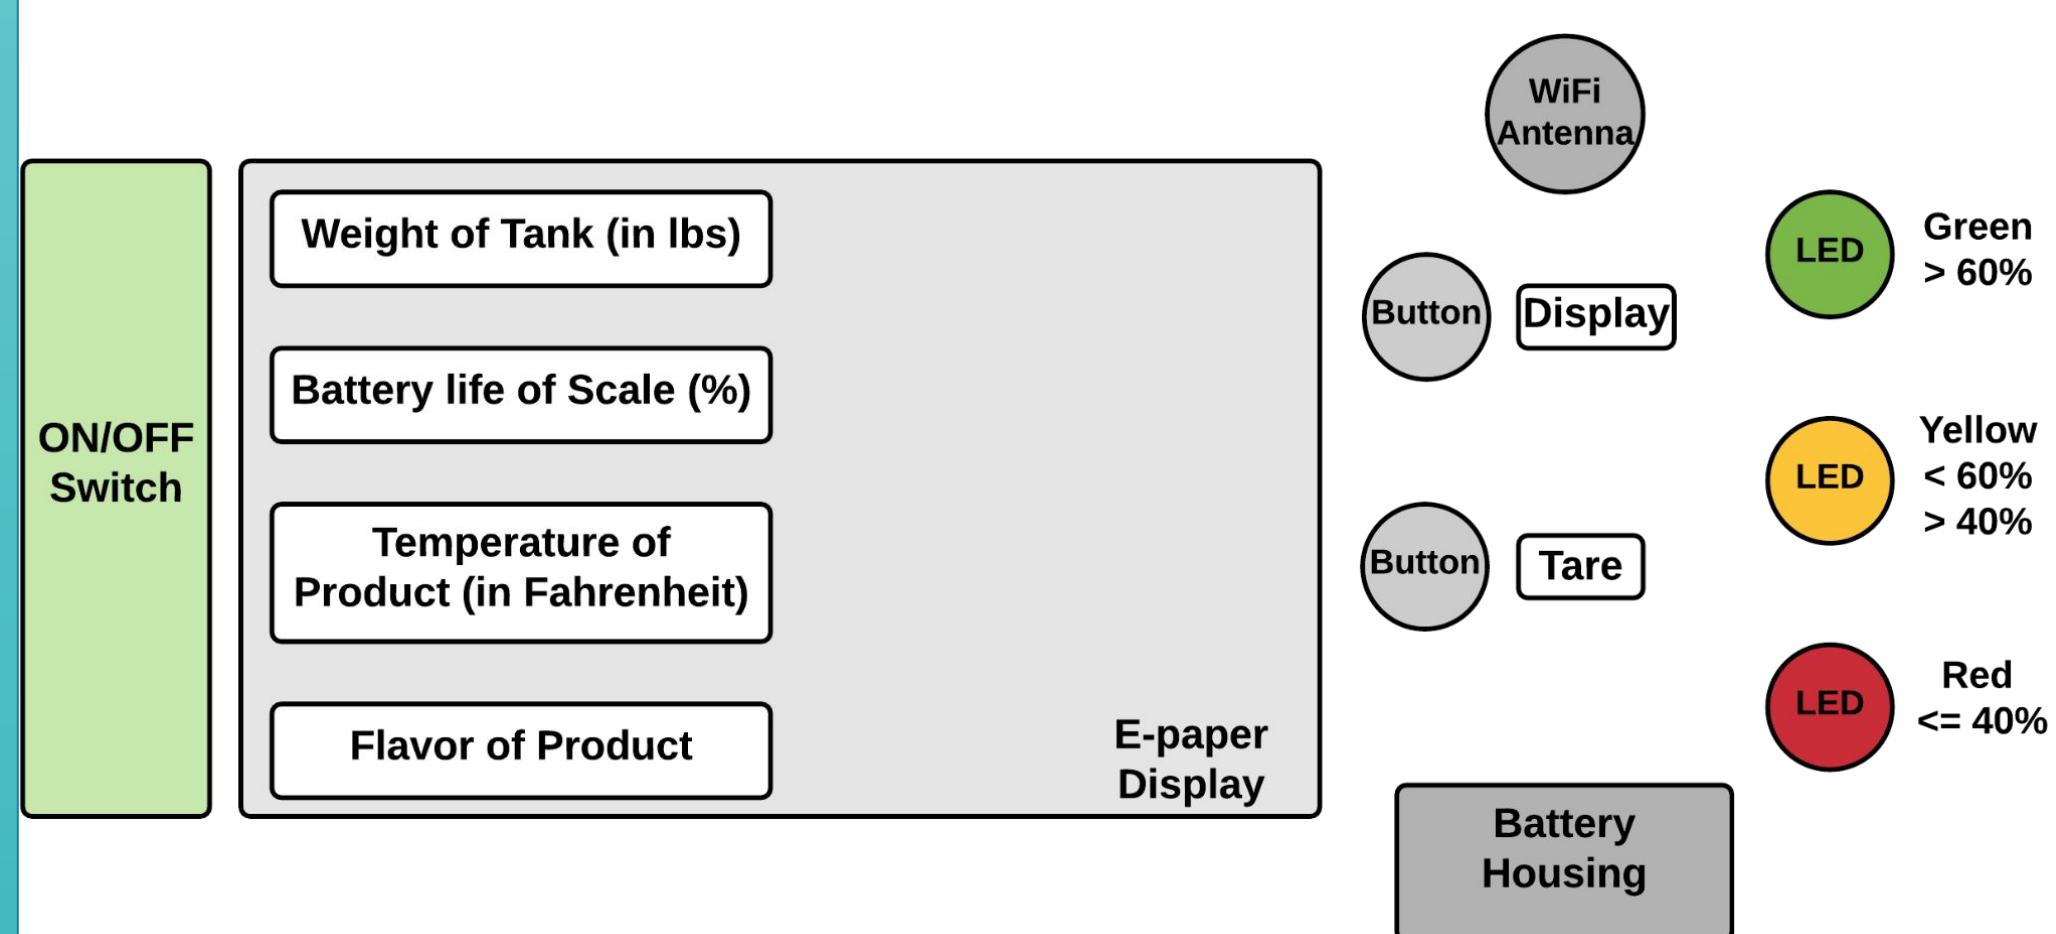 ON/OFF
Switch
Weight of Tank (in lbs)
Battery life of Scale (%)
Temperature of
Product (in Fahrenheit)
Flavor of Product
E-paper
Display
WiFi
Antenna
Button
Display
Button
Tare
LED
Green
> 60%
LED
Yellow
< 60%
> 40%
LED
Red
<= 40%
Battery
Housing